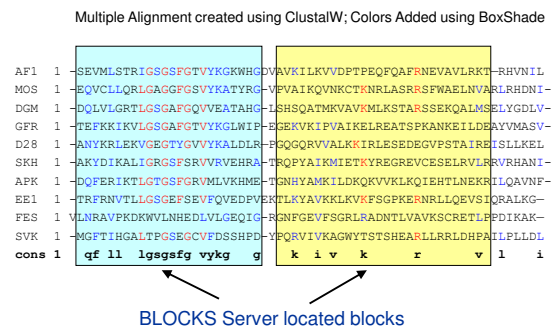 Multiple Alignment created using ClustalW; Colors Added using BoxShade
AF1 1 -SEVMLSTRIGSGSFGTVYKGKWHGDVAVKILKVVDPTPEQFQAFRNEVAVLRKT-RHVNIL
MOS 1 -EQVCLLQRLGAGGFGSVYKATYRG-VPVAIKQVNKCTKNRLASRRSFWAELNVARLRHDNI-
DGM 1 -DQLVLGRTLGSGAFGQVVEATAHG-LSHSQATMKVAVKMLKSTARSSEKQALMSELYGDLV-
GFR 1 -TEFKKIKVLGSGAFGTVYKGLWIP-EGEKVKIPVAIKELREATSPKANKEILDEAYVMASV-
D28 1 -ANYKRLEKVGEGTYGVVYKALDLR-PGQGQRVVALKKIRLESEDEGVPSTAIREISLLKEL
SKH 1 -AKYDIKALIGRGSFSRVVRVEHRA-TRQPYAIKMIETKYREGREVCESELRVLRRVRHANI-
APK 1 -DQFERIKTLGTGSFGRVMLVKHME-TGNHYAMKILDKQKVVKLKQIEHTLNEKRILQAVNF-
EE1 1 -TRFRNVTLLGSGEFSEVFQVEDPVEKTLKYAVKKLKVKFSGPKERNRLLQEVSIQRALKG-
FES 1 VLNRAVPKDKWVLNHEDLVLGEQIG-RGNFGEVFSGRLRADNTLVAVKSCRETLPPDIKAK-
SVK 1 -MGFTIHGALTPGSEGCVFDSSHPD-YPQRVIVKAGWYTSTSHEARLLRRLDHPAILPLLDL
cons 1 qf ll lgsgsfg vykg g k i v k r v l i
BLOCKS Server located blocks